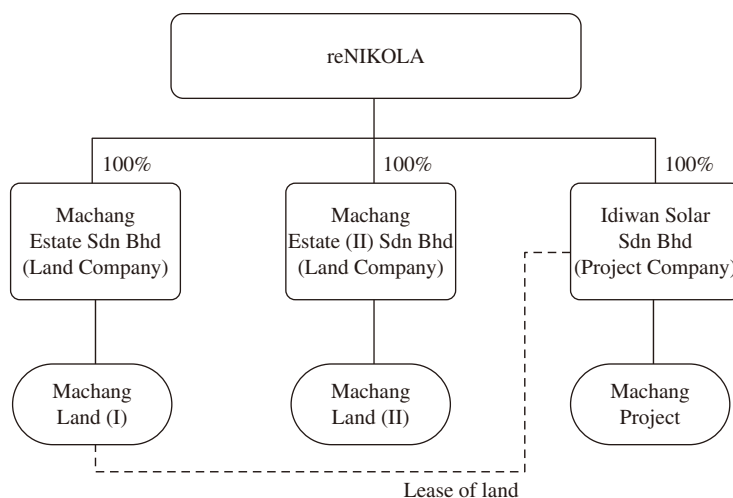 reNIKOLA
100%
100%
100%
Machang
Estate Sdn Bhd
(Land Company)
Machang
Estate (II) Sdn Bhd
(Land Company)
Idiwan Solar
Sdn Bhd
(Project Company)
Machang
Land (I)
Machang
Land (II)
Machang
Project
Lease of land